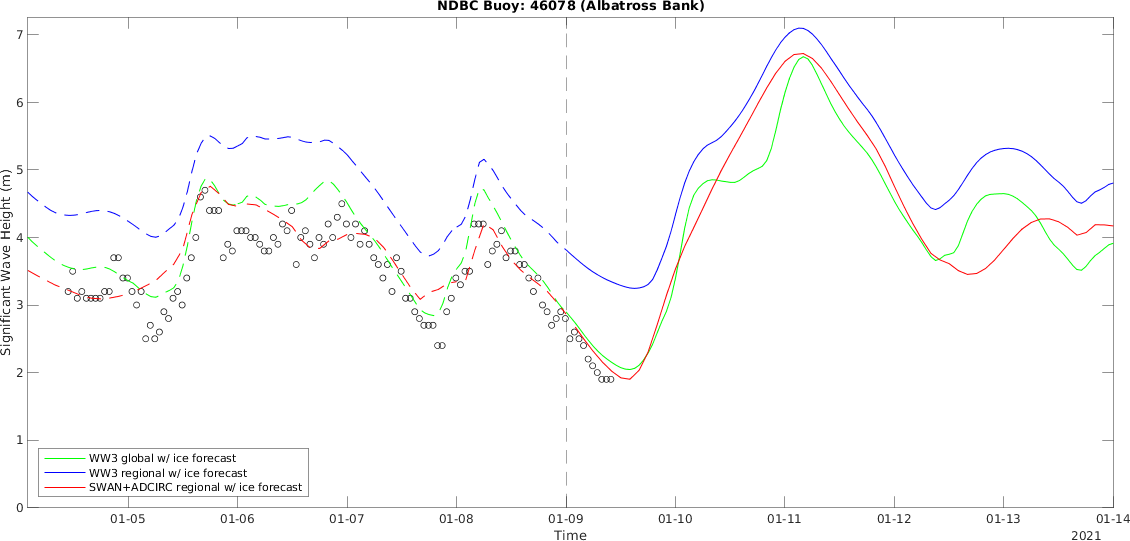 NDBC Buoy: 46078 (Albatross Bank)
7
6
5
4
3
2
1
0
Significant Wave Height (m)
WW3 global w/ ice forecast
WW3 regional w/ ice forecast
SWAN+ADCIRC regional w/ ice forecast
01-05 01-06 01-07 01-08 01-09 01-10 01-11 01-12 01-13 01-14
Time
2021